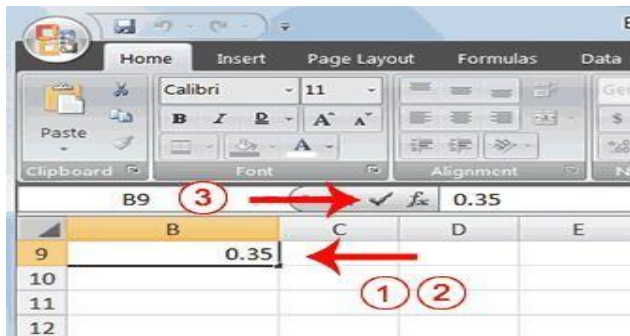 E
Home Insert Page Layout Formulas Data
Calibri 11 Ge
Paste B I U A A A $
Clipboard Font Alignment N
B9 3 fx 0.35
B C D E
9 0.35
10 1 2
11
12